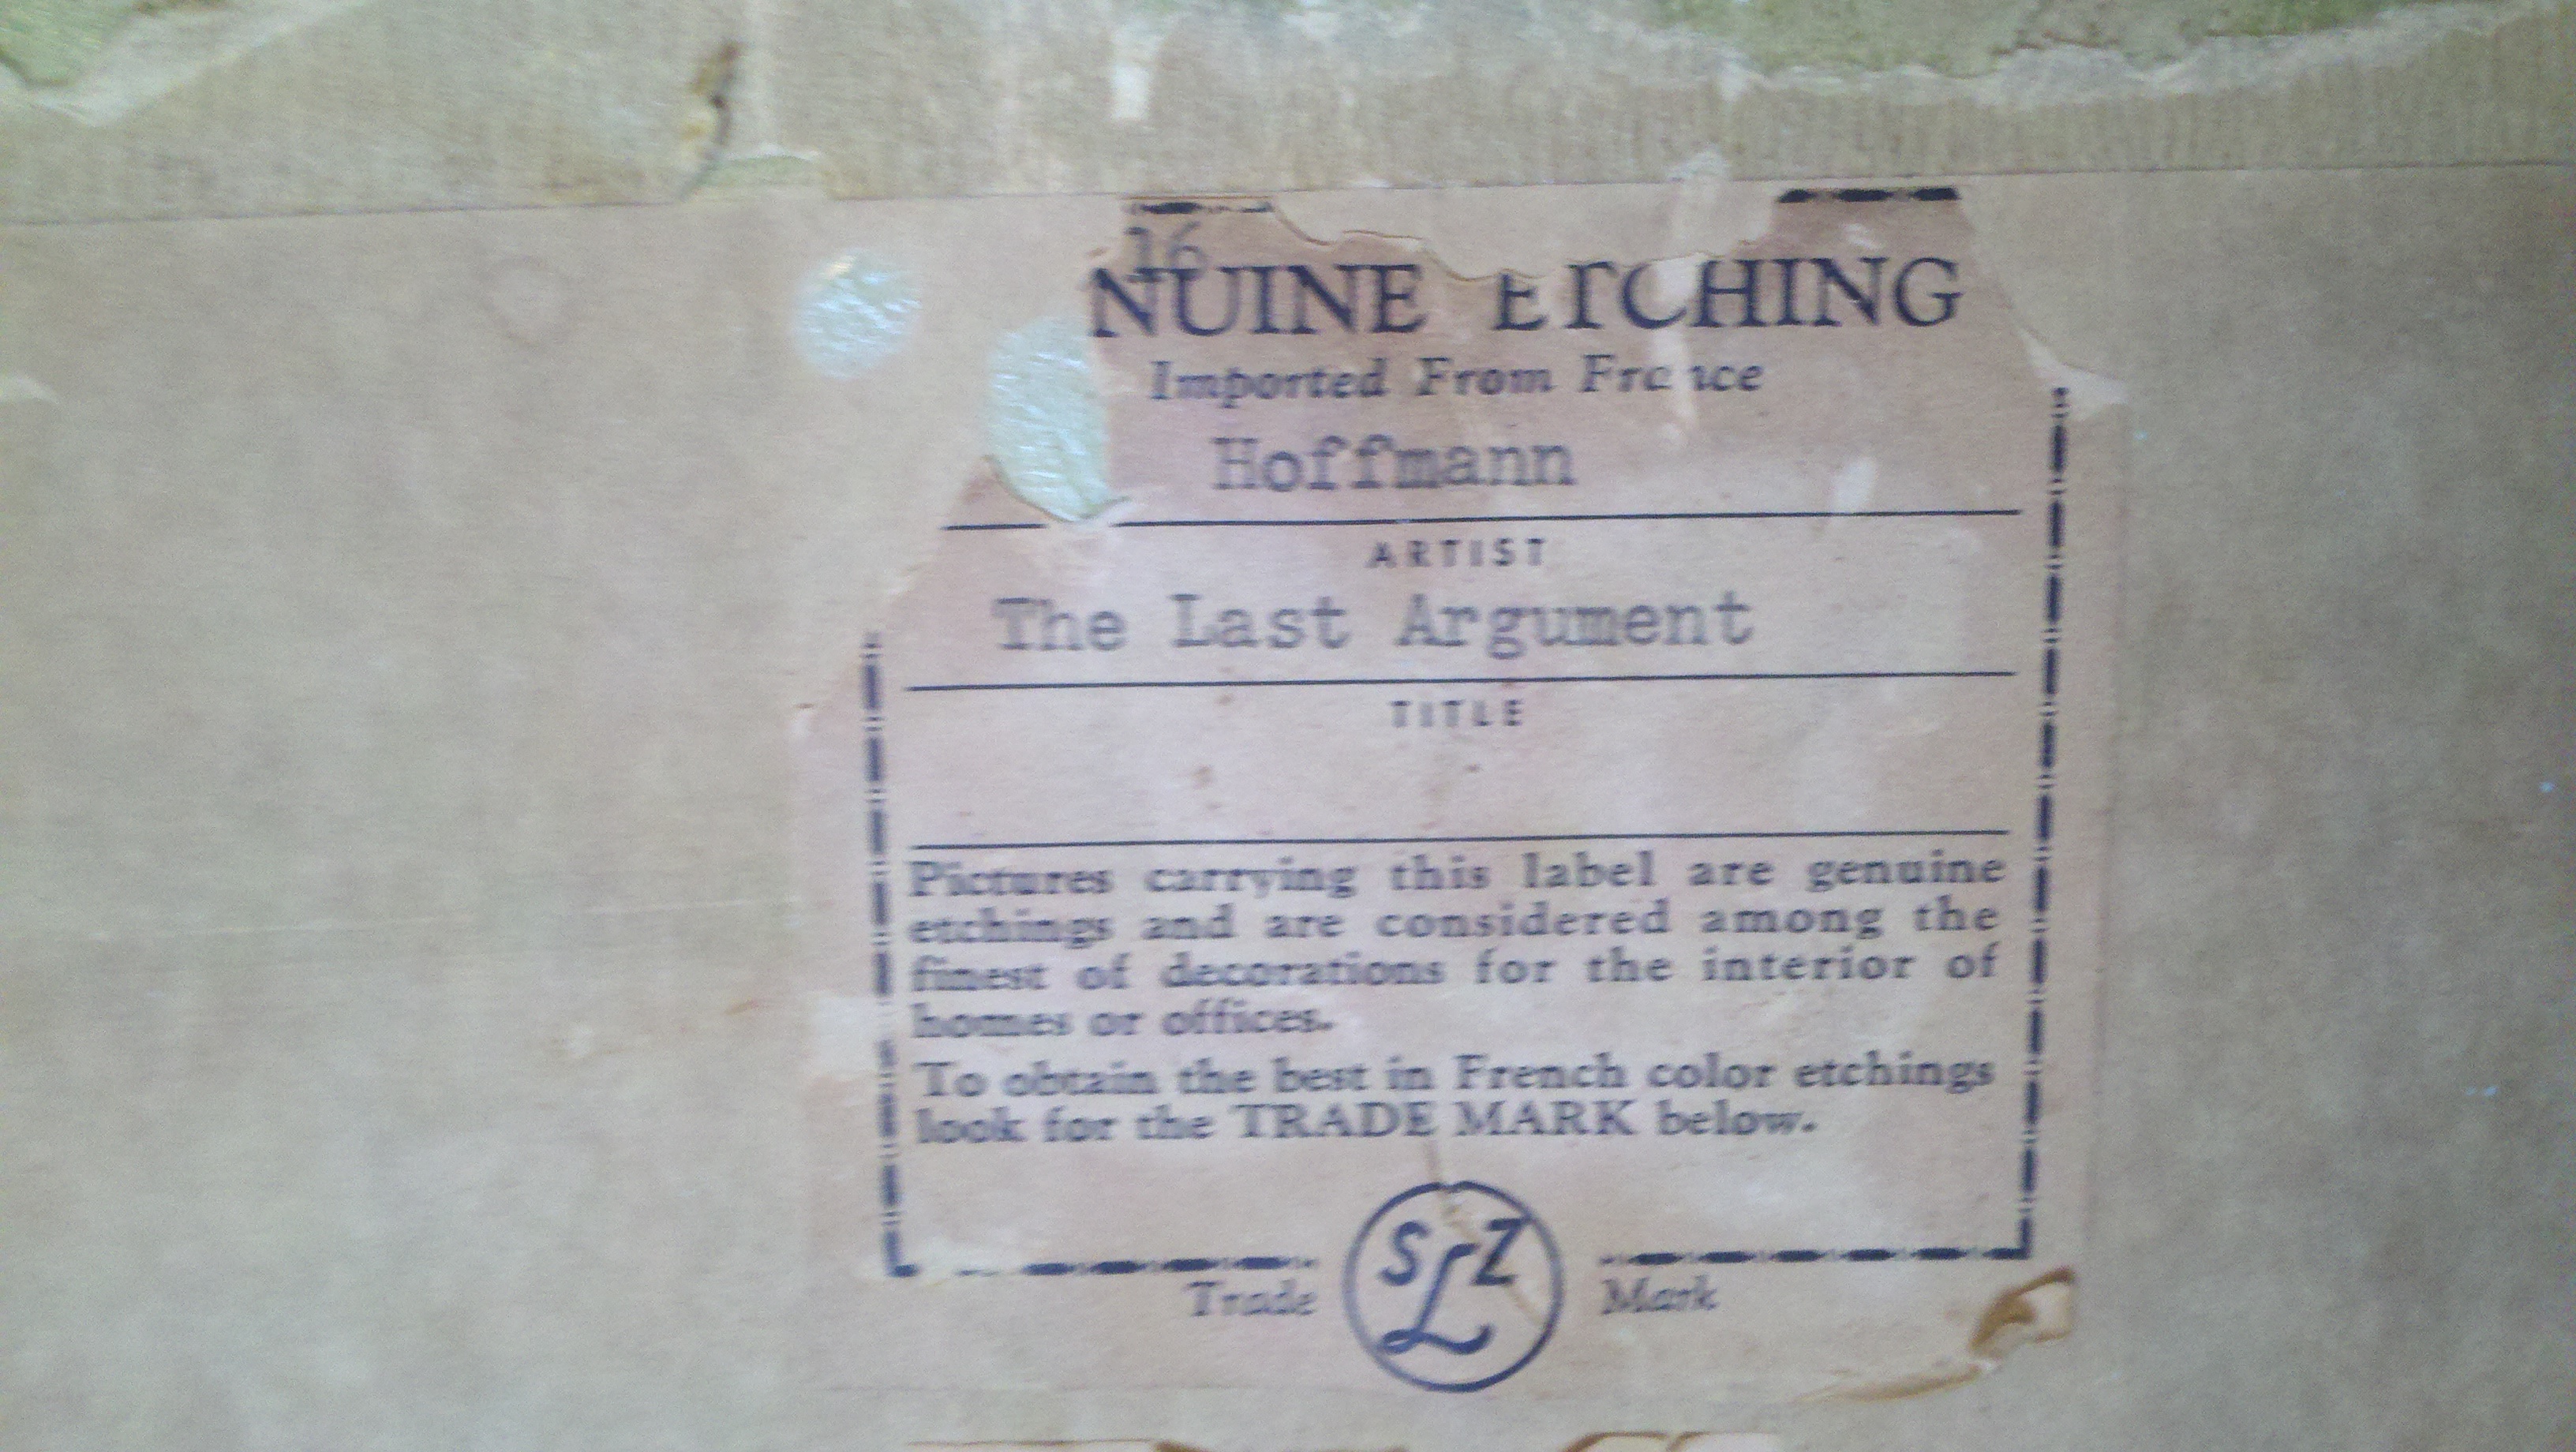 16
NUINE ETCHING
Imported From France
Hoffmann
ARTIST
The Last Argument
TITLE
Pictures carrying this label are genuine
etchings and are considered among the
finest of decorations for the interior of
homes or offices.
To obtain the best in French color etchings
look for the TRADE MARK below.
Trade SLZ Mark